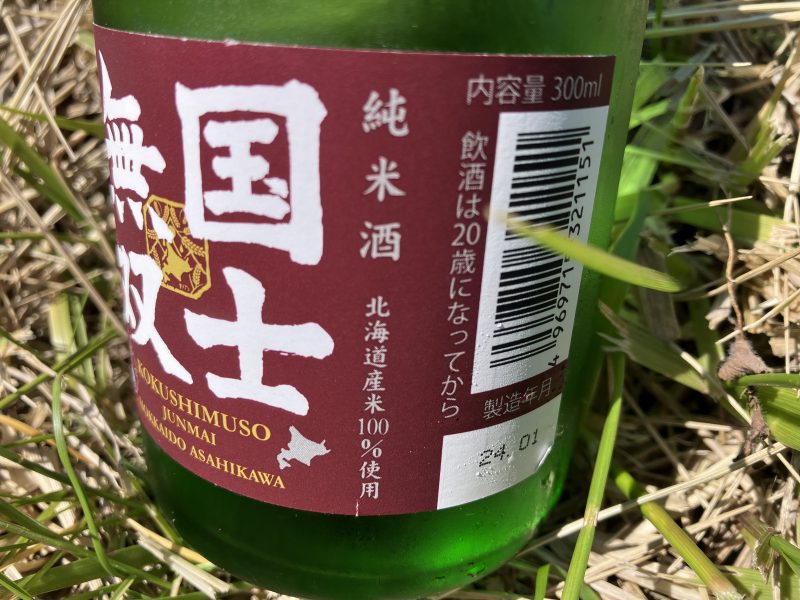 国士
無双
KOKUSHIMUSO
JUNMAI
HOKKAIDO ASAHIKAWA
純米酒
北海道産米100%使用
内容量 300ml
飲酒は20歳になってから
製造年月
24.01